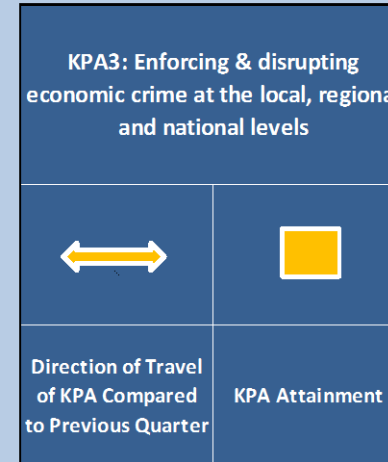 KPA3: Enforcing & disrupting
economic crime at the local, regiona
and national levels
Direction of Travel
of KPA Compared
to Previous Quarter
KPA Attainment